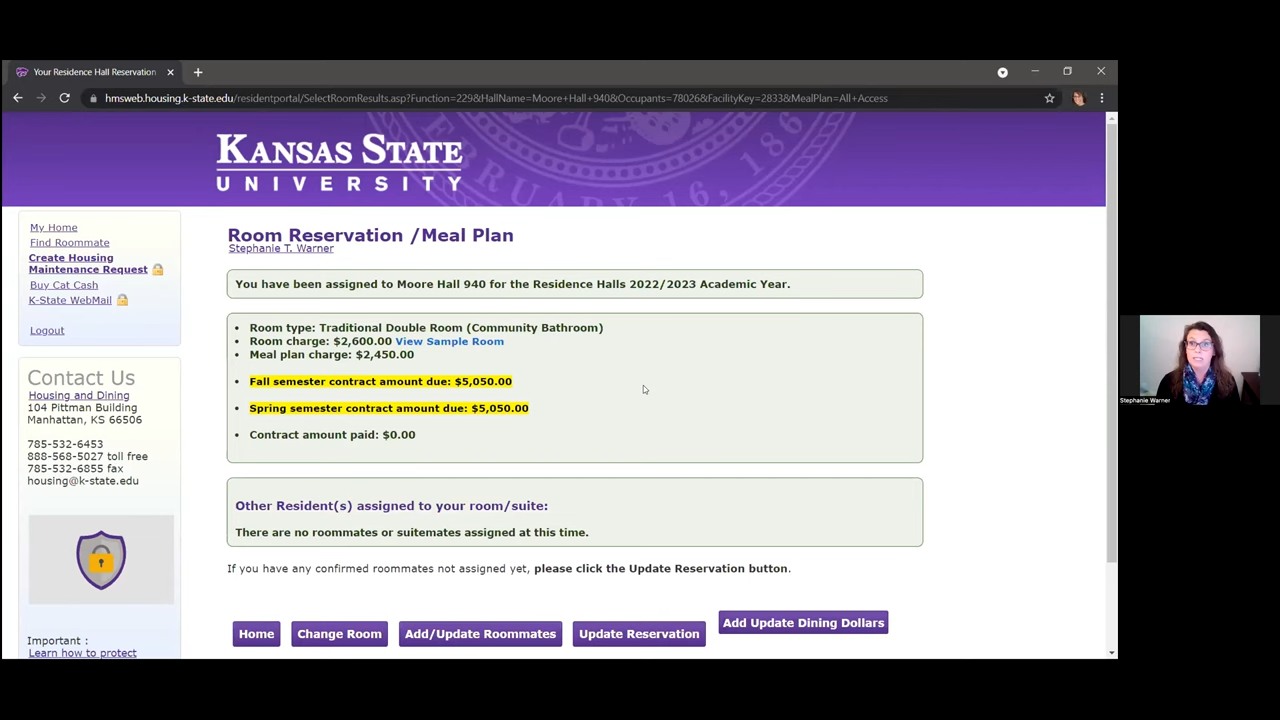 Your Residence Hall Reservation
hmsweb.housing.k-state.edu/residentportal/SelectRoomResults.asp?Function=229&HallName=Moore+Hall+940&Occupants=78026&FacilityKey=2833&MealPlan=All+Access
KANSAS STATE
UNIVERSITY
FEBRUARY 16, 186
My Home
Find Roommate
Create Housing
Maintenance Request
Buy Cat Cash
K-State WebMail
Logout
Contact Us
Housing and Dining
104 Pittman Building
Manhattan, KS 66506
785-532-6453
888-568-5027 toll free
785-532-6855 fax
housing@k-state.edu
Important :
Learn how to protect
Room Reservation /Meal Plan
Stephanie T. Warner
You have been assigned to Moore Hall 940 for the Residence Halls 2022/2023 Academic Year.
• Room type: Traditional Double Room (Community Bathroom)
• Room charge: $2,600.00 View Sample Room
• Meal plan charge: $2,450.00
• Fall semester contract amount due: $5,050.00
• Spring semester contract amount due: $5,050.00
• Contract amount paid: $0.00
Other Resident(s) assigned to your room/suite:
There are no roommates or suitemates assigned at this time.
If you have any confirmed roommates not assigned yet, please click the Update Reservation button.
Home
Change Room
Add/Update Roommates
Update Reservation
Add Update Dining Dollars
Stephanie Warner